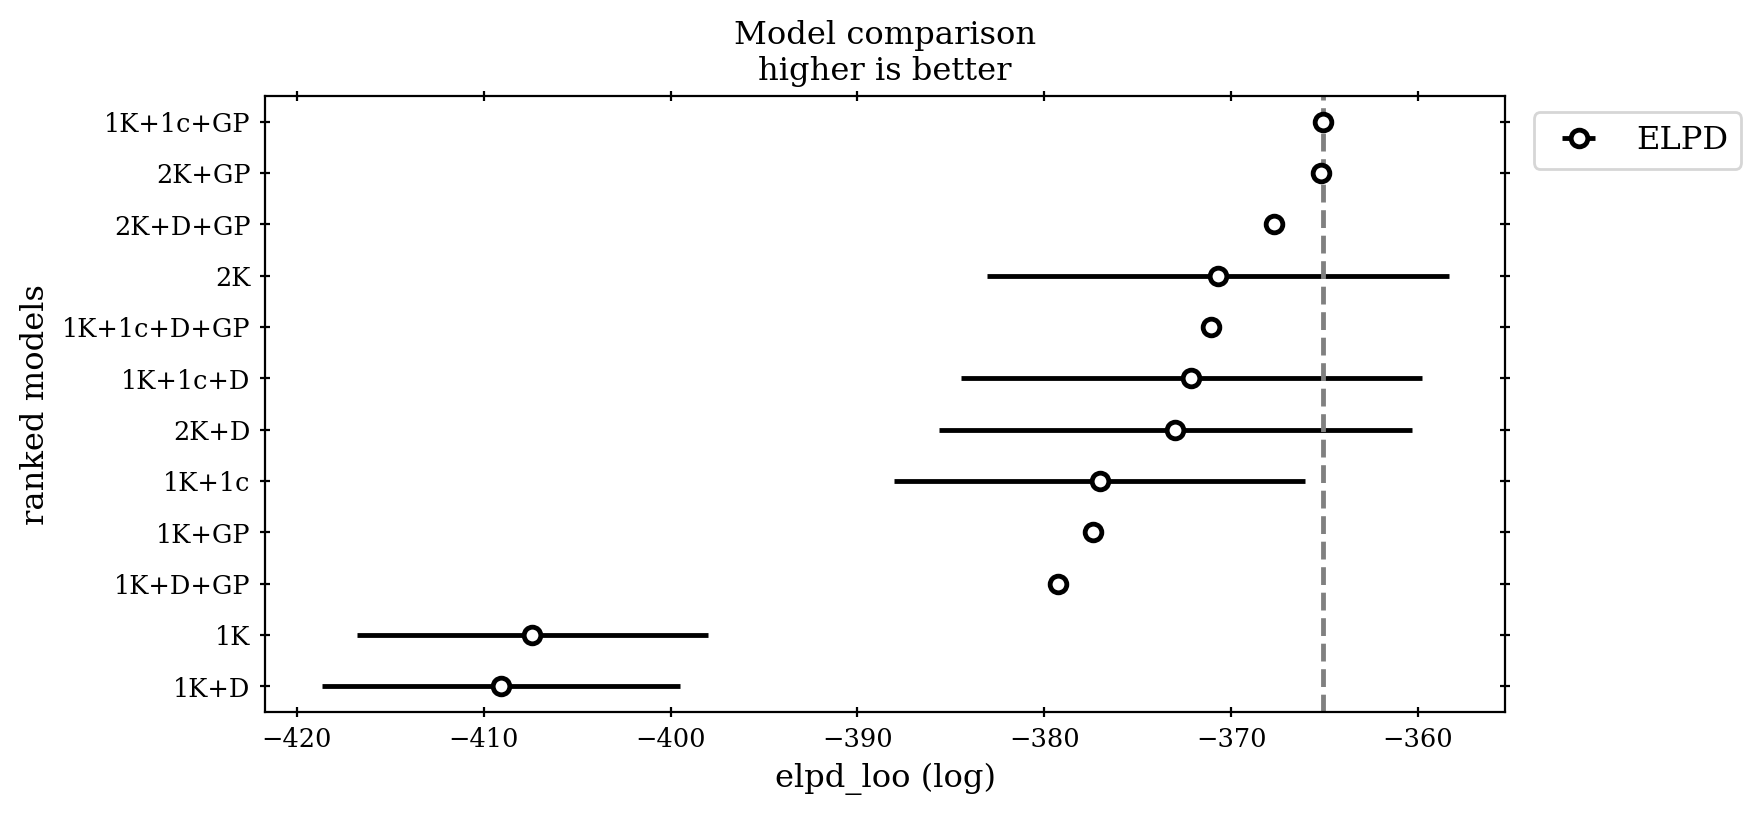 Model comparison
higher is better
ELPD
ranked models
1K+1c+GP
2K+GP
2K+D+GP
2K
1K+1c+D+GP
1K+1c+D
2K+D
1K+1c
1K+GP
1K+D+GP
1K
1K+D
−420 −410 −400 −390 −380 −370 −360
elpd_loo (log)